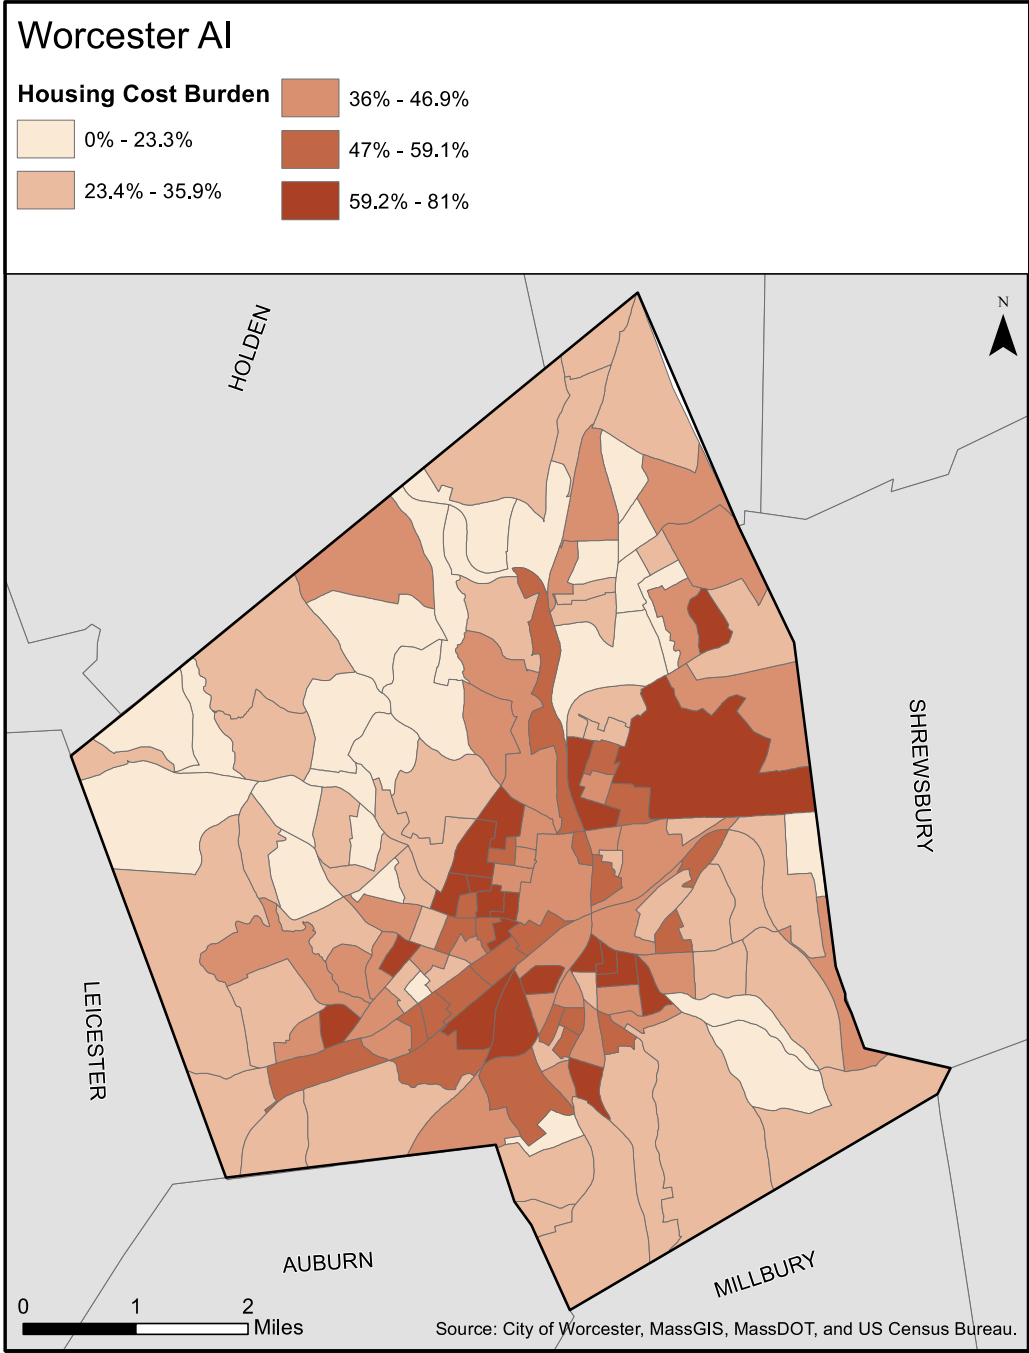 Worcester AI
Housing Cost Burden
0% - 23.3%
23.4% - 35.9%
36% - 46.9%
47% - 59.1%
59.2% - 81%
N
HOLDEN
SHREWSBURY
LEICESTER
AUBURN
MILLBURY
0 1 2
Miles
Source: City of Worcester, MassGIS, MassDOT, and US Census Bureau.